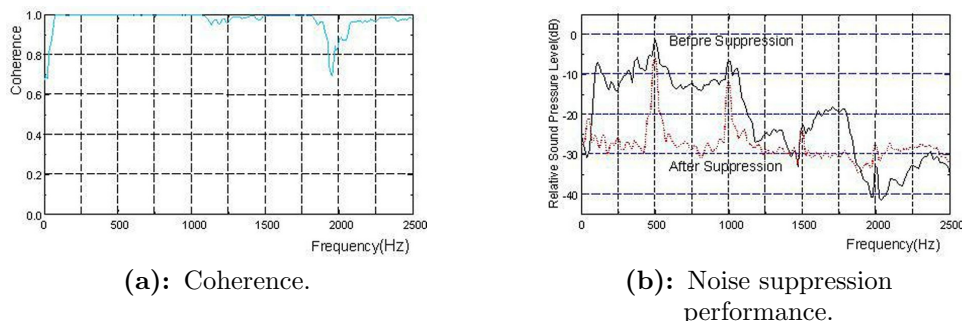 1.0
0.8
0.6
0.4
0.2
0.0
Coherence
0 500 1000 1500 2000 2500
Frequency(Hz)
(a): Coherence.
0
-10
-20
-30
-40
Relative Sound Pressure Level(dB)
Before Suppression
After Suppression
0 500 1000 1500 2000 2500
Frequency(Hz)
(b): Noise suppression
performance.